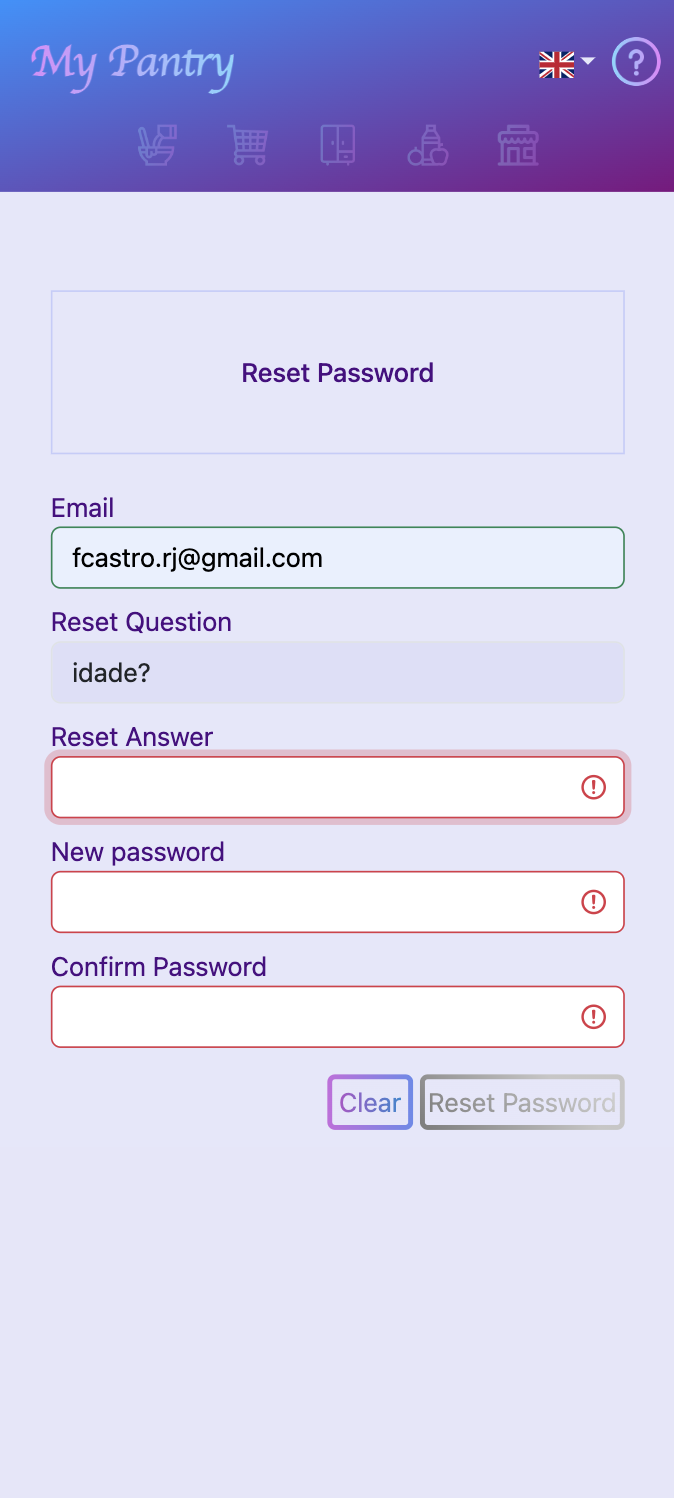 My Pantry
?
Reset Password
Email
fcastro.rj@gmail.com
Reset Question
idade?
Reset Answer
New password
Confirm Password
Clear
Reset Password